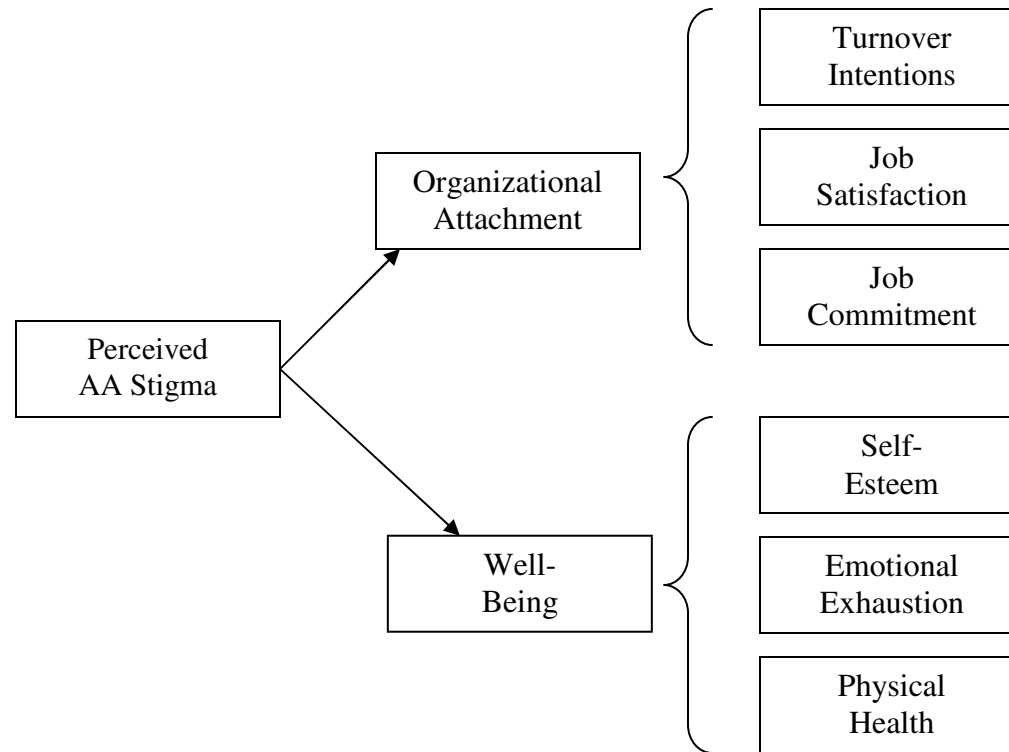 Turnover
Intentions
Job
Satisfaction
Organizational
Attachment
Job
Commitment
Perceived
AA Stigma
Self-
Esteem
Well-
Being
Emotional
Exhaustion
Physical
Health